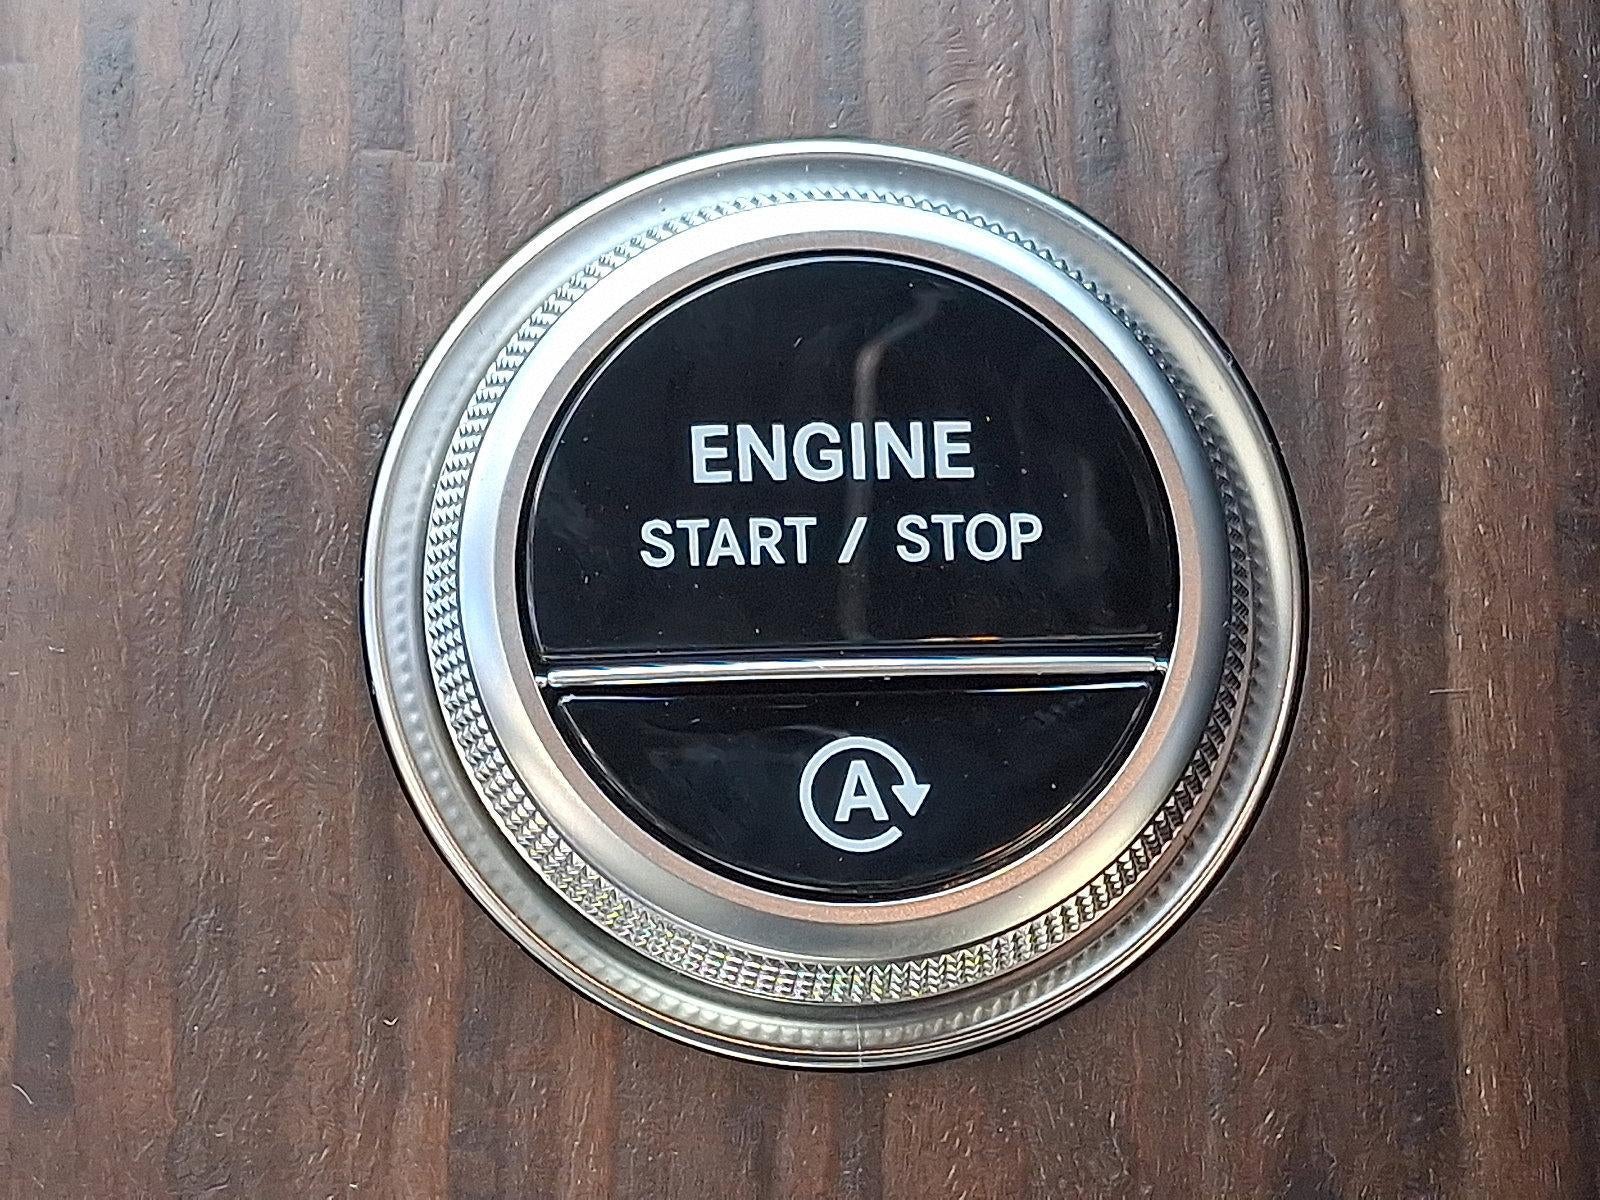 ENGINE
START / STOP
A